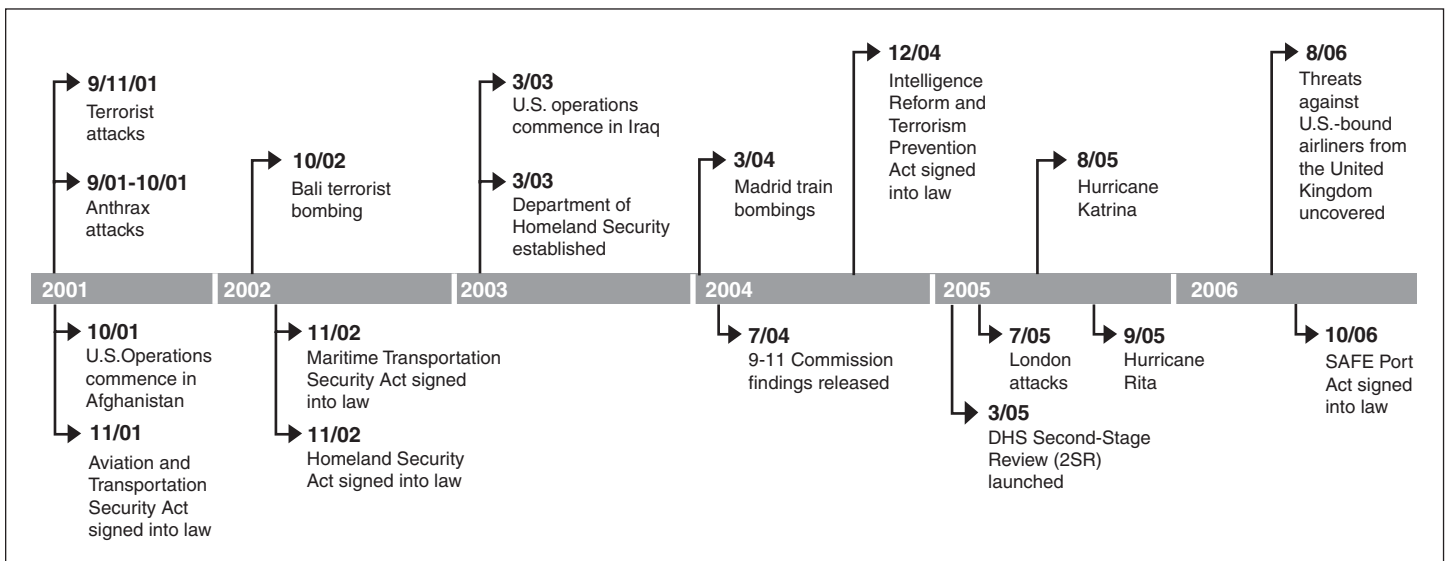 9/11/01
Terrorist
attacks
9/01-10/01
Anthrax
attacks
10/02
Bali terrorist
bombing
3/03
U.S. operations
commence in Iraq
3/03
Department of
Homeland Security
established
3/04
Madrid train
bombings
12/04
Intelligence
Reform and
Terrorism
Prevention
Act signed
into law
8/05
Hurricane
Katrina
8/06
Threats
against
U.S.-bound
airliners from
the United
Kingdom
uncovered
2001
2002
2003
2004
2005
2006
10/01
U.S.Operations
commence in
Afghanistan
11/01
Aviation and
Transportation
Security Act
signed into law
11/02
Maritime Transportation
Security Act signed
into law
11/02
Homeland Security
Act signed into law
7/04
9-11 Commission
findings released
7/05
London
attacks
3/05
DHS Second-Stage
Review (2SR)
launched
9/05
Hurricane
Rita
10/06
SAFE Port
Act signed
into law